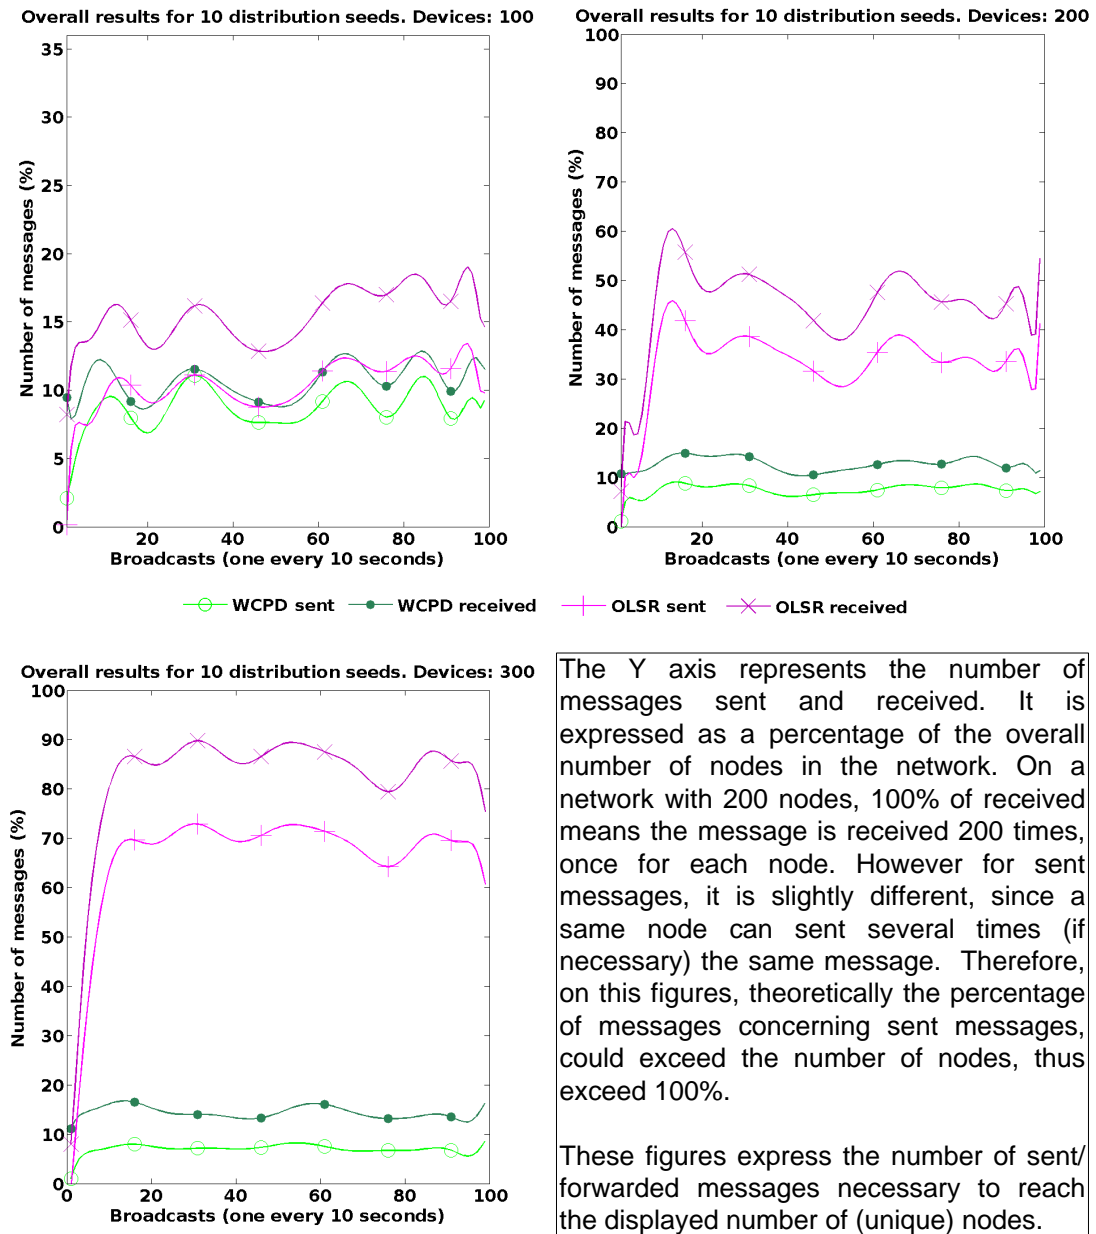 Overall results for 10 distribution seeds. Devices: 100
35
30
25
20
15
10
5
0
20
40
60
80
100
Number of messages (%)
Broadcasts (one every 10 seconds)
Overall results for 10 distribution seeds. Devices: 200
100
90
80
70
60
50
40
30
20
10
0
20
40
60
80
100
Number of messages (%)
Broadcasts (one every 10 seconds)
WCPD sent
WCPD received
OLSR sent
OLSR received
Overall results for 10 distribution seeds. Devices: 300
100
90
80
70
60
50
40
30
20
10
0
0
20
40
60
80
100
Number of messages (%)
Broadcasts (one every 10 seconds)
The Y axis represents the number of
messages sent and received. It is
expressed as a percentage of the overall
number of nodes in the network. On a
network with 200 nodes, 100% of received
means the message is received 200 times,
once for each node. However for sent
messages, it is slightly different, since a
same node can sent several times (if
necessary) the same message. Therefore,
on this figures, theoretically the percentage
of messages concerning sent messages,
could exceed the number of nodes, thus
exceed 100%.
These figures express the number of sent/
forwarded messages necessary to reach
the displayed number of (unique) nodes.